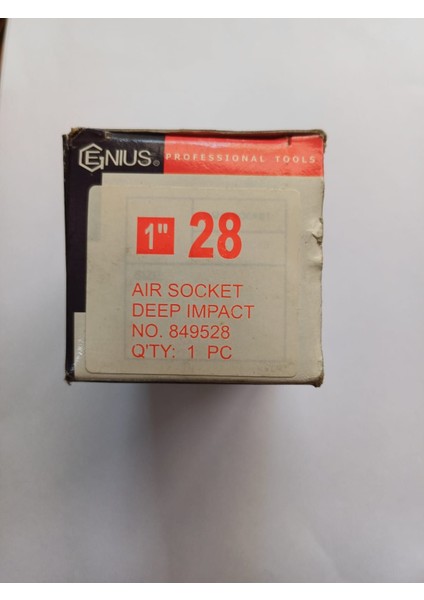 GENIUS® PROFESSIONAL TOOLS
1" 28
AIR SOCKET
DEEP IMPACT
NO. 849528
Q'TY: 1 PC